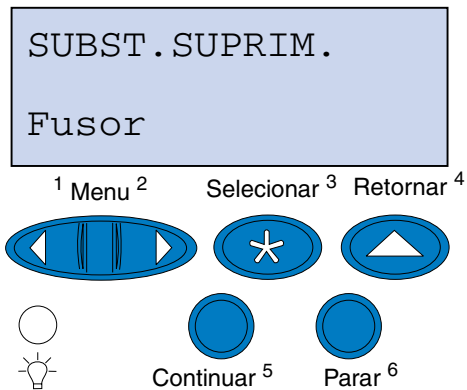 SUBST.SUPRIM.
Fusor
1 Menu 2 Selecionar 3 Retornar 4
Continuar 5 Parar 6